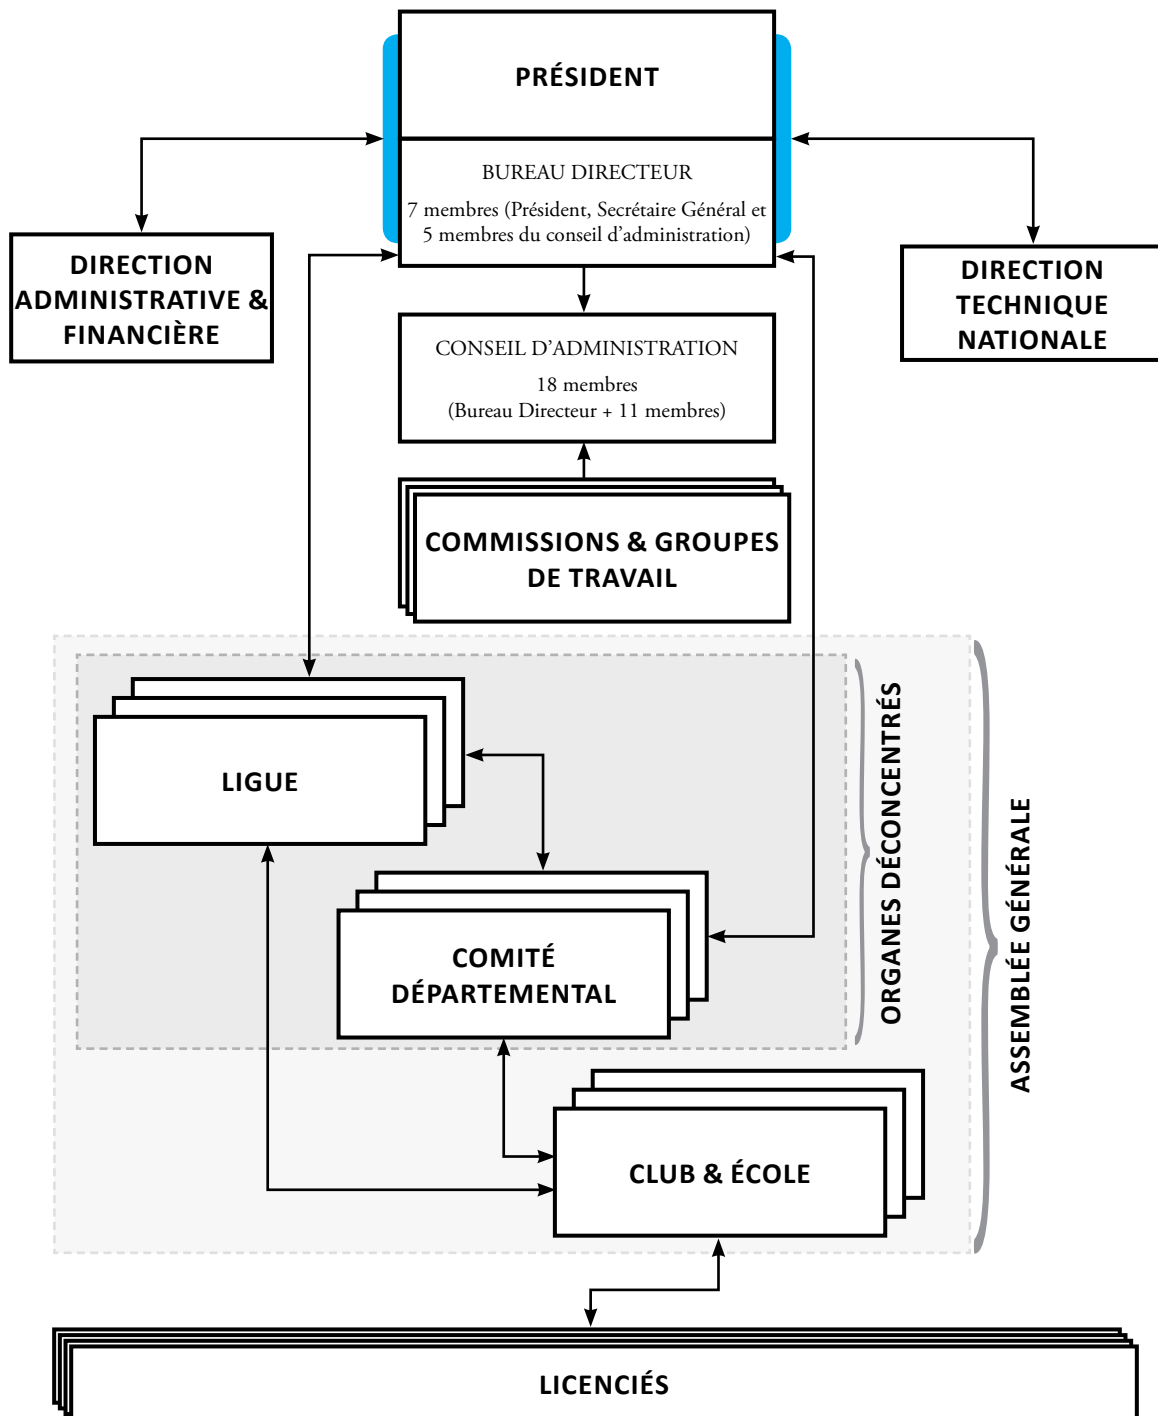 PRÉSIDENT
BUREAU DIRECTEUR
7 membres (Président, Secrétaire Général et
5 membres du conseil d'administration)
DIRECTION
ADMINISTRATIVE &
FINANCIÈRE
DIRECTION
TECHNIQUE
NATIONALE
CONSEIL D'ADMINISTRATION
18 membres
(Bureau Directeur + 11 membres)
COMMISSIONS & GROUPES
DE TRAVAIL
LIGUE
COMITÉ
DÉPARTEMENTAL
ORGANES DÉCONCENTRÉS
ASSEMBLÉE GÉNÉRALE
CLUB & ÉCOLE
LICENCIÉS